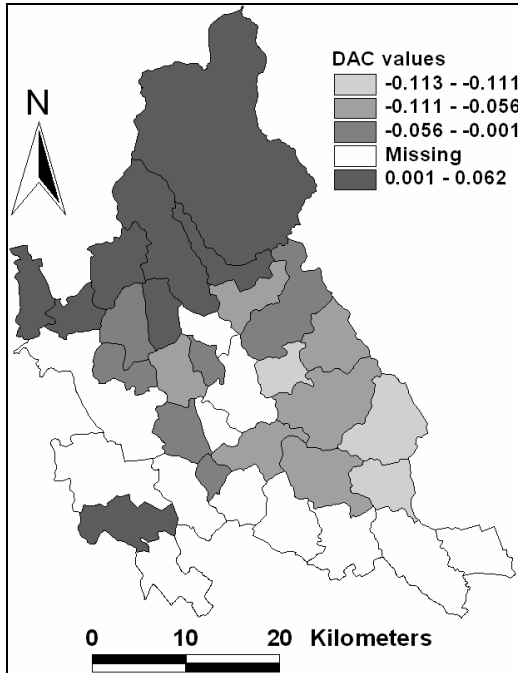 DAC values
-0.113 - -0.111
-0.111 - -0.056
-0.056 - -0.001
Missing
0.001 - 0.062
N
0 10 20 Kilometers